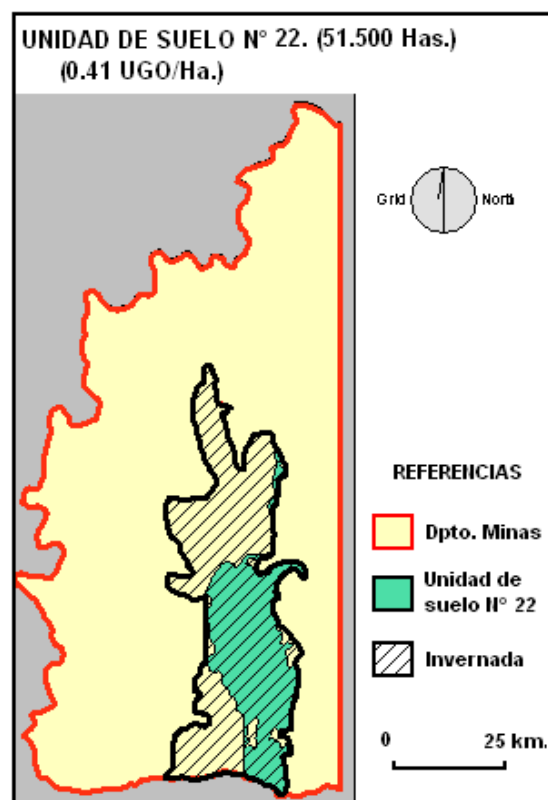 UNIDAD DE SUELO N° 22. (51.500 Has.)
(0.41 UGO/Ha.)
Grid North
REFERENCIAS
Dpto. Minas
Unidad de
suelo N° 22
Invernada
0 25 km.